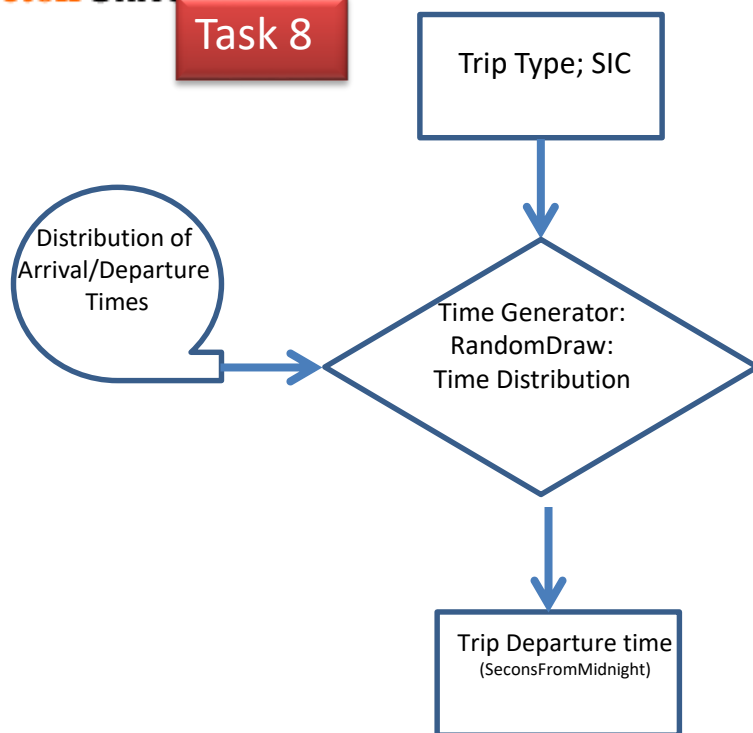 Task 8
Trip Type; SIC
Distribution of
Arrival/Departure
Times
Time Generator:
RandomDraw:
Time Distribution
Trip Departure time
(SeconsFromMidnight)